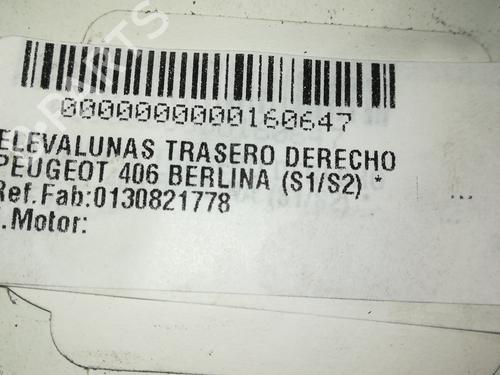 0000000000160647
ELEVALUNAS TRASERO DERECHO
PEUGEOT 406 BERLINA (S1/S2) *
Ref.Fab:0130821778
.Motor:
...